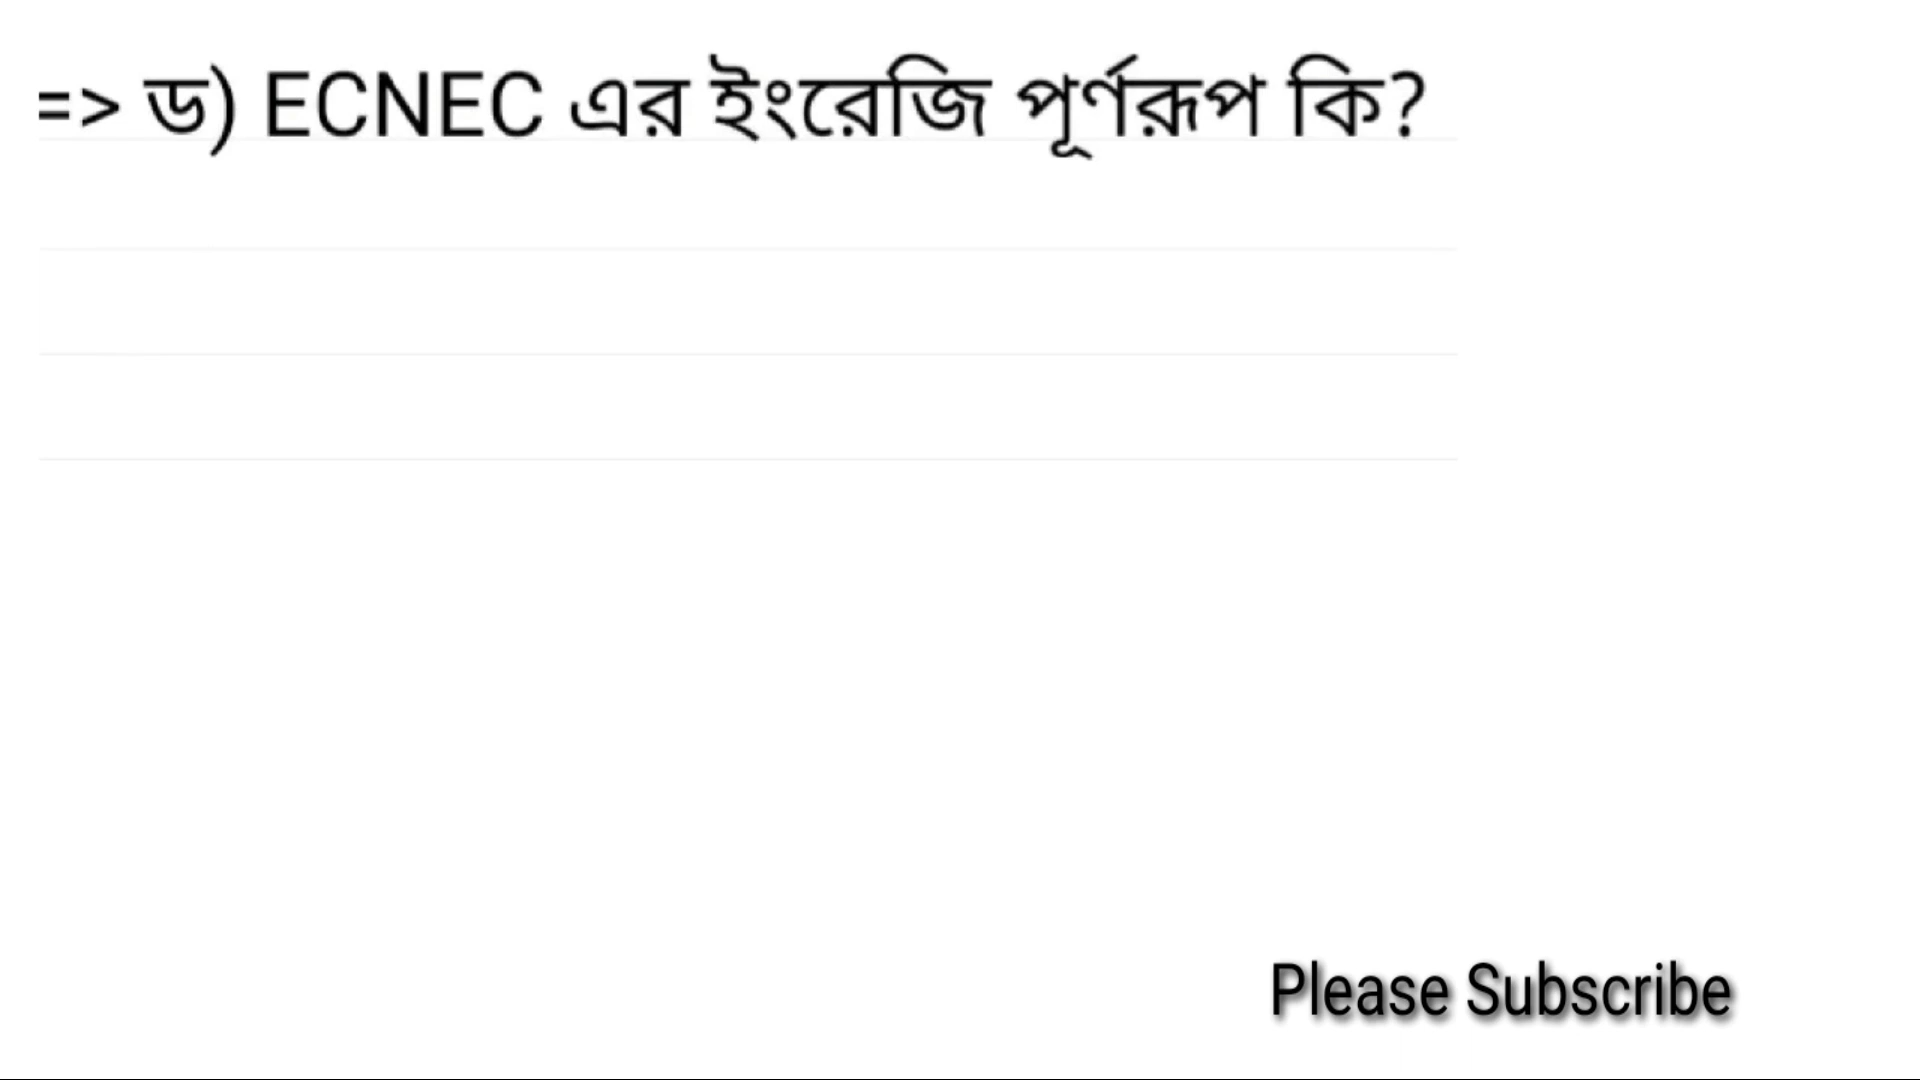 => ড) ECNEC এর ইংরেজি পূর্ণরূপ কি?
Please Subscribe